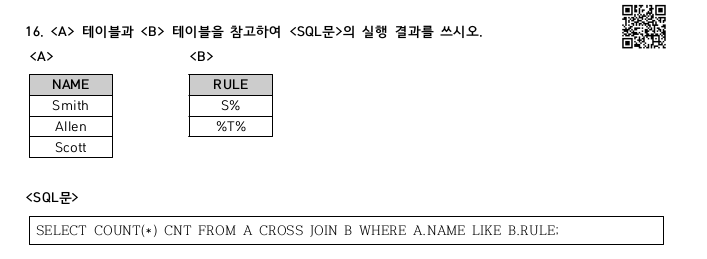 16. <A> 테이블과 <B> 테이블을 참고하여 <SQL문>의 실행 결과를 쓰시오.
<A> <B>
NAME RULE
Smith S%
Allen %T%
Scott
<SQL문>
SELECT COUNT(*) CNT FROM A CROSS JOIN B WHERE A.NAME LIKE B.RULE;